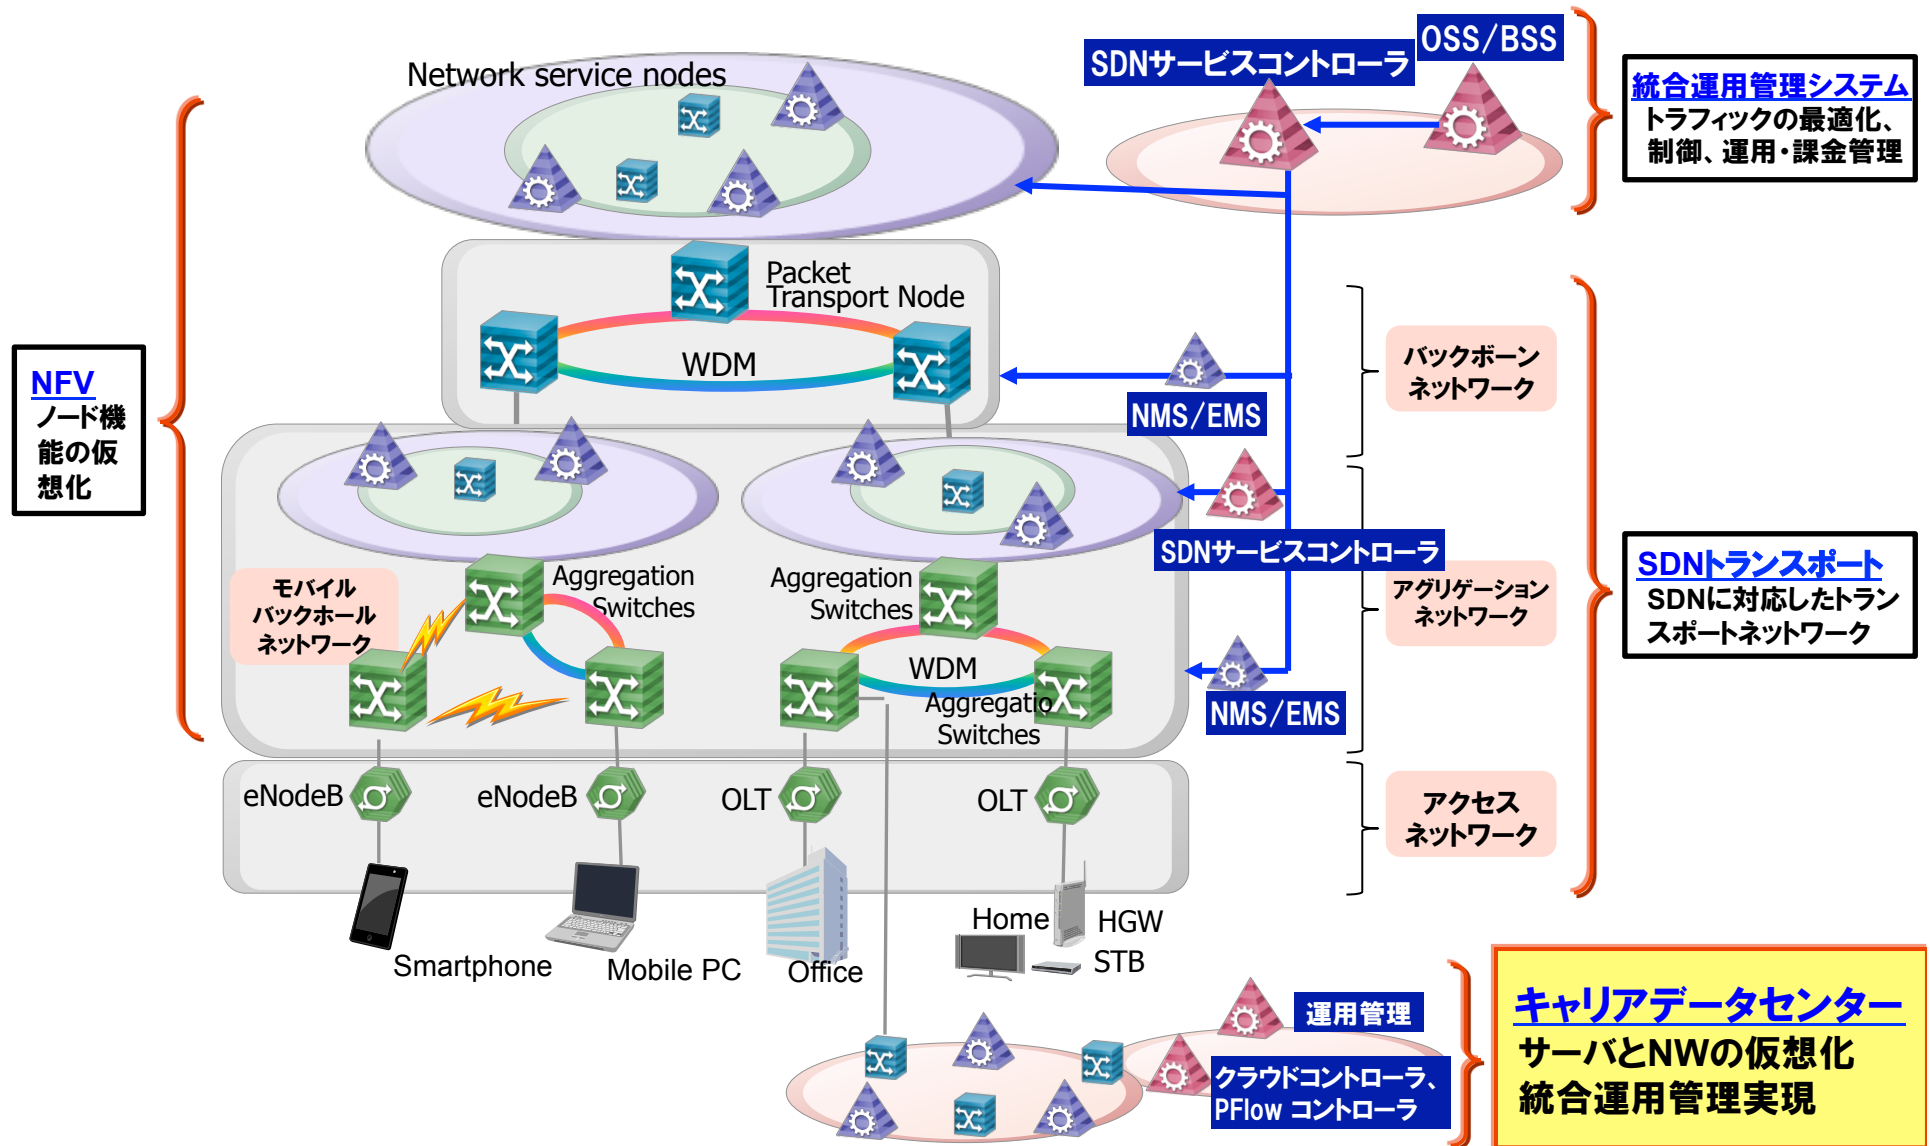 Network service nodes
SDNサービスコントローラ
OSS/BSS
統合運用管理システム
トラフィックの最適化、
制御、運用・課金管理
Packet
Transport Node
WDM
NFV
ノード機
能の仮
想化
NMS/EMS
バックボーン
ネットワーク
SDNサービスコントローラ
モバイル
バックホール
ネットワーク
Aggregation
Switches
Aggregation
Switches
WDM
Aggregatio
Switches
NMS/EMS
アグリゲーション
ネットワーク
SDNトランスポート
SDNに対応したトラン
スポートネットワーク
eNodeB
eNodeB
OLT
OLT
アクセス
ネットワーク
Smartphone
Mobile PC
Office
Home
HGW
STB
運用管理
クラウドコントローラ、
PFlow コントローラ
キャリアデータセンター
サーバとNWの仮想化
統合運用管理実現